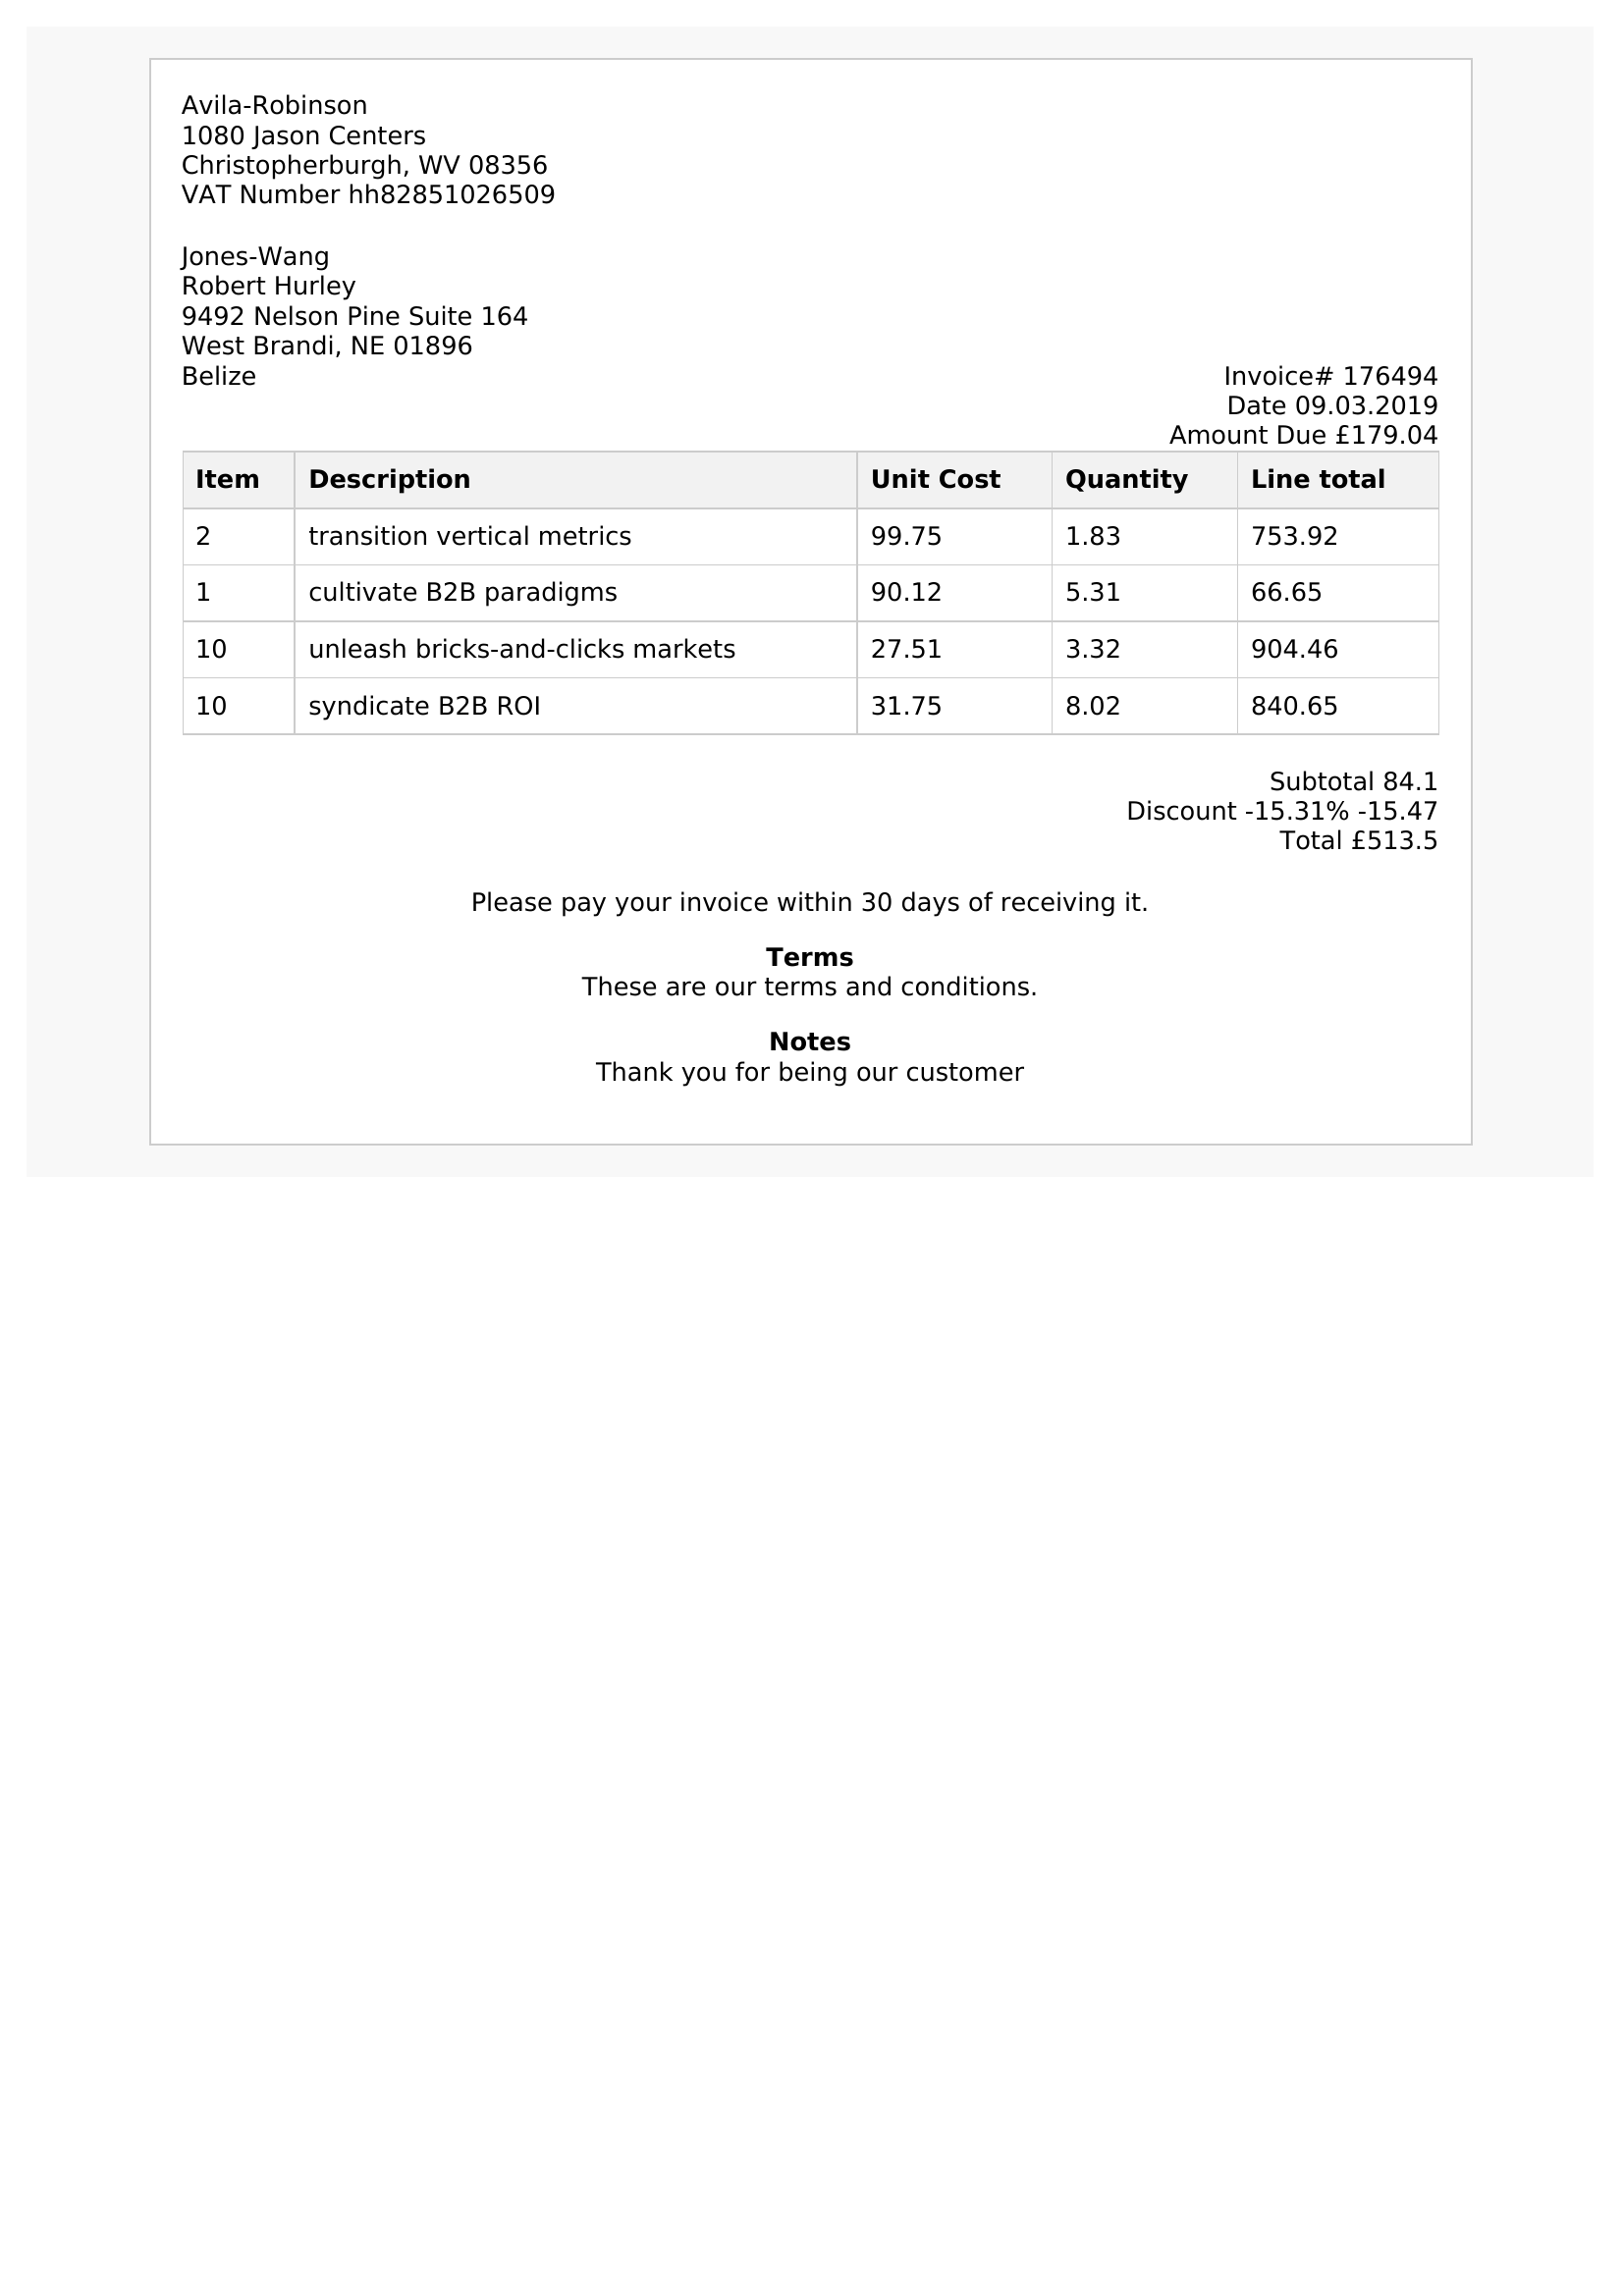 Avila-Robinson
1080 Jason Centers
Christopherburgh, WV 08356
VAT Number hh82851026509
Jones-Wang
Robert Hurley
9492 Nelson Pine Suite 164
West Brandi, NE 01896
Belize
Invoice# 176494
Date 09.03.2019
Amount Due £179.04
Item Description Unit Cost Quantity Line total
2 transition vertical metrics 99.75 1.83 753.92
1 cultivate B2B paradigms 90.12 5.31 66.65
10 unleash bricks-and-clicks markets 27.51 3.32 904.46
10 syndicate B2B ROI 31.75 8.02 840.65
Subtotal 84.1
Discount -15.31% -15.47
Total £513.5
Please pay your invoice within 30 days of receiving it.
Terms
These are our terms and conditions.
Notes
Thank you for being our customer